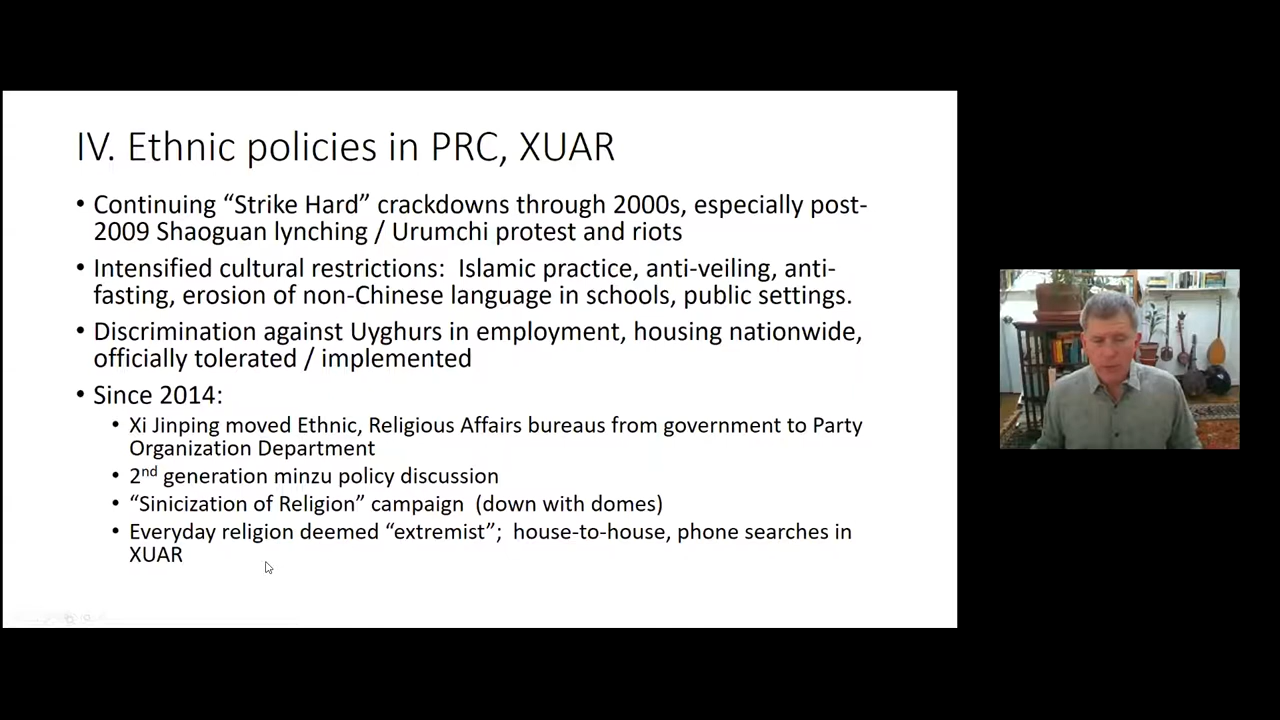 IV. Ethnic policies in PRC, XUAR
• Continuing “Strike Hard” crackdowns through 2000s, especially post-
2009 Shaoguan lynching / Urumchi protest and riots
• Intensified cultural restrictions:  Islamic practice, anti-veiling, anti-
fasting, erosion of non-Chinese language in schools, public settings.
• Discrimination against Uyghurs in employment, housing nationwide,
officially tolerated / implemented
• Since 2014:
• Xi Jinping moved Ethnic, Religious Affairs bureaus from government to Party
Organization Department
• 2nd generation minzu policy discussion
• “Sinicization of Religion” campaign  (down with domes)
• Everyday religion deemed “extremist”;  house-to-house, phone searches in
XUAR